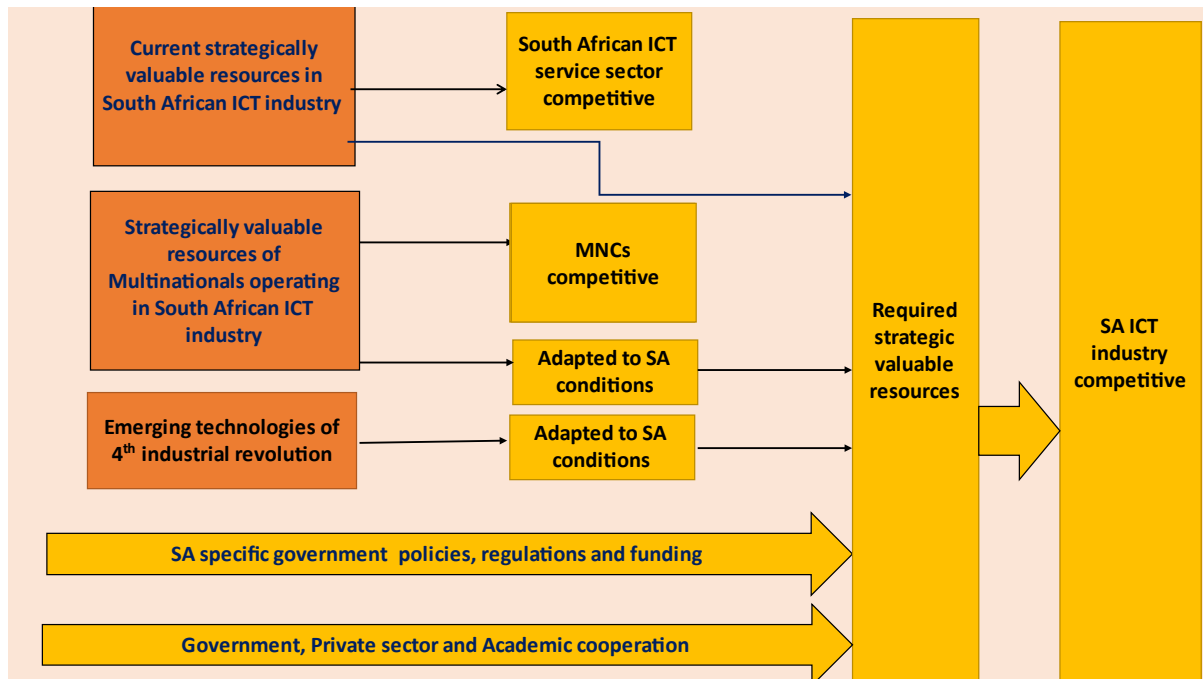 Current strategically
valuable resources in
South African ICT industry
South African ICT
service sector
competitive
Strategically valuable
resources of
Multinationals operating
in South African ICT
industry
MNCs
competitive
Adapted to SA
conditions
Emerging technologies of
4th industrial revolution
Adapted to SA
conditions
Required
strategic
valuable
resources
SA ICT
industry
competitive
SA specific government policies, regulations and funding
Government, Private sector and Academic cooperation